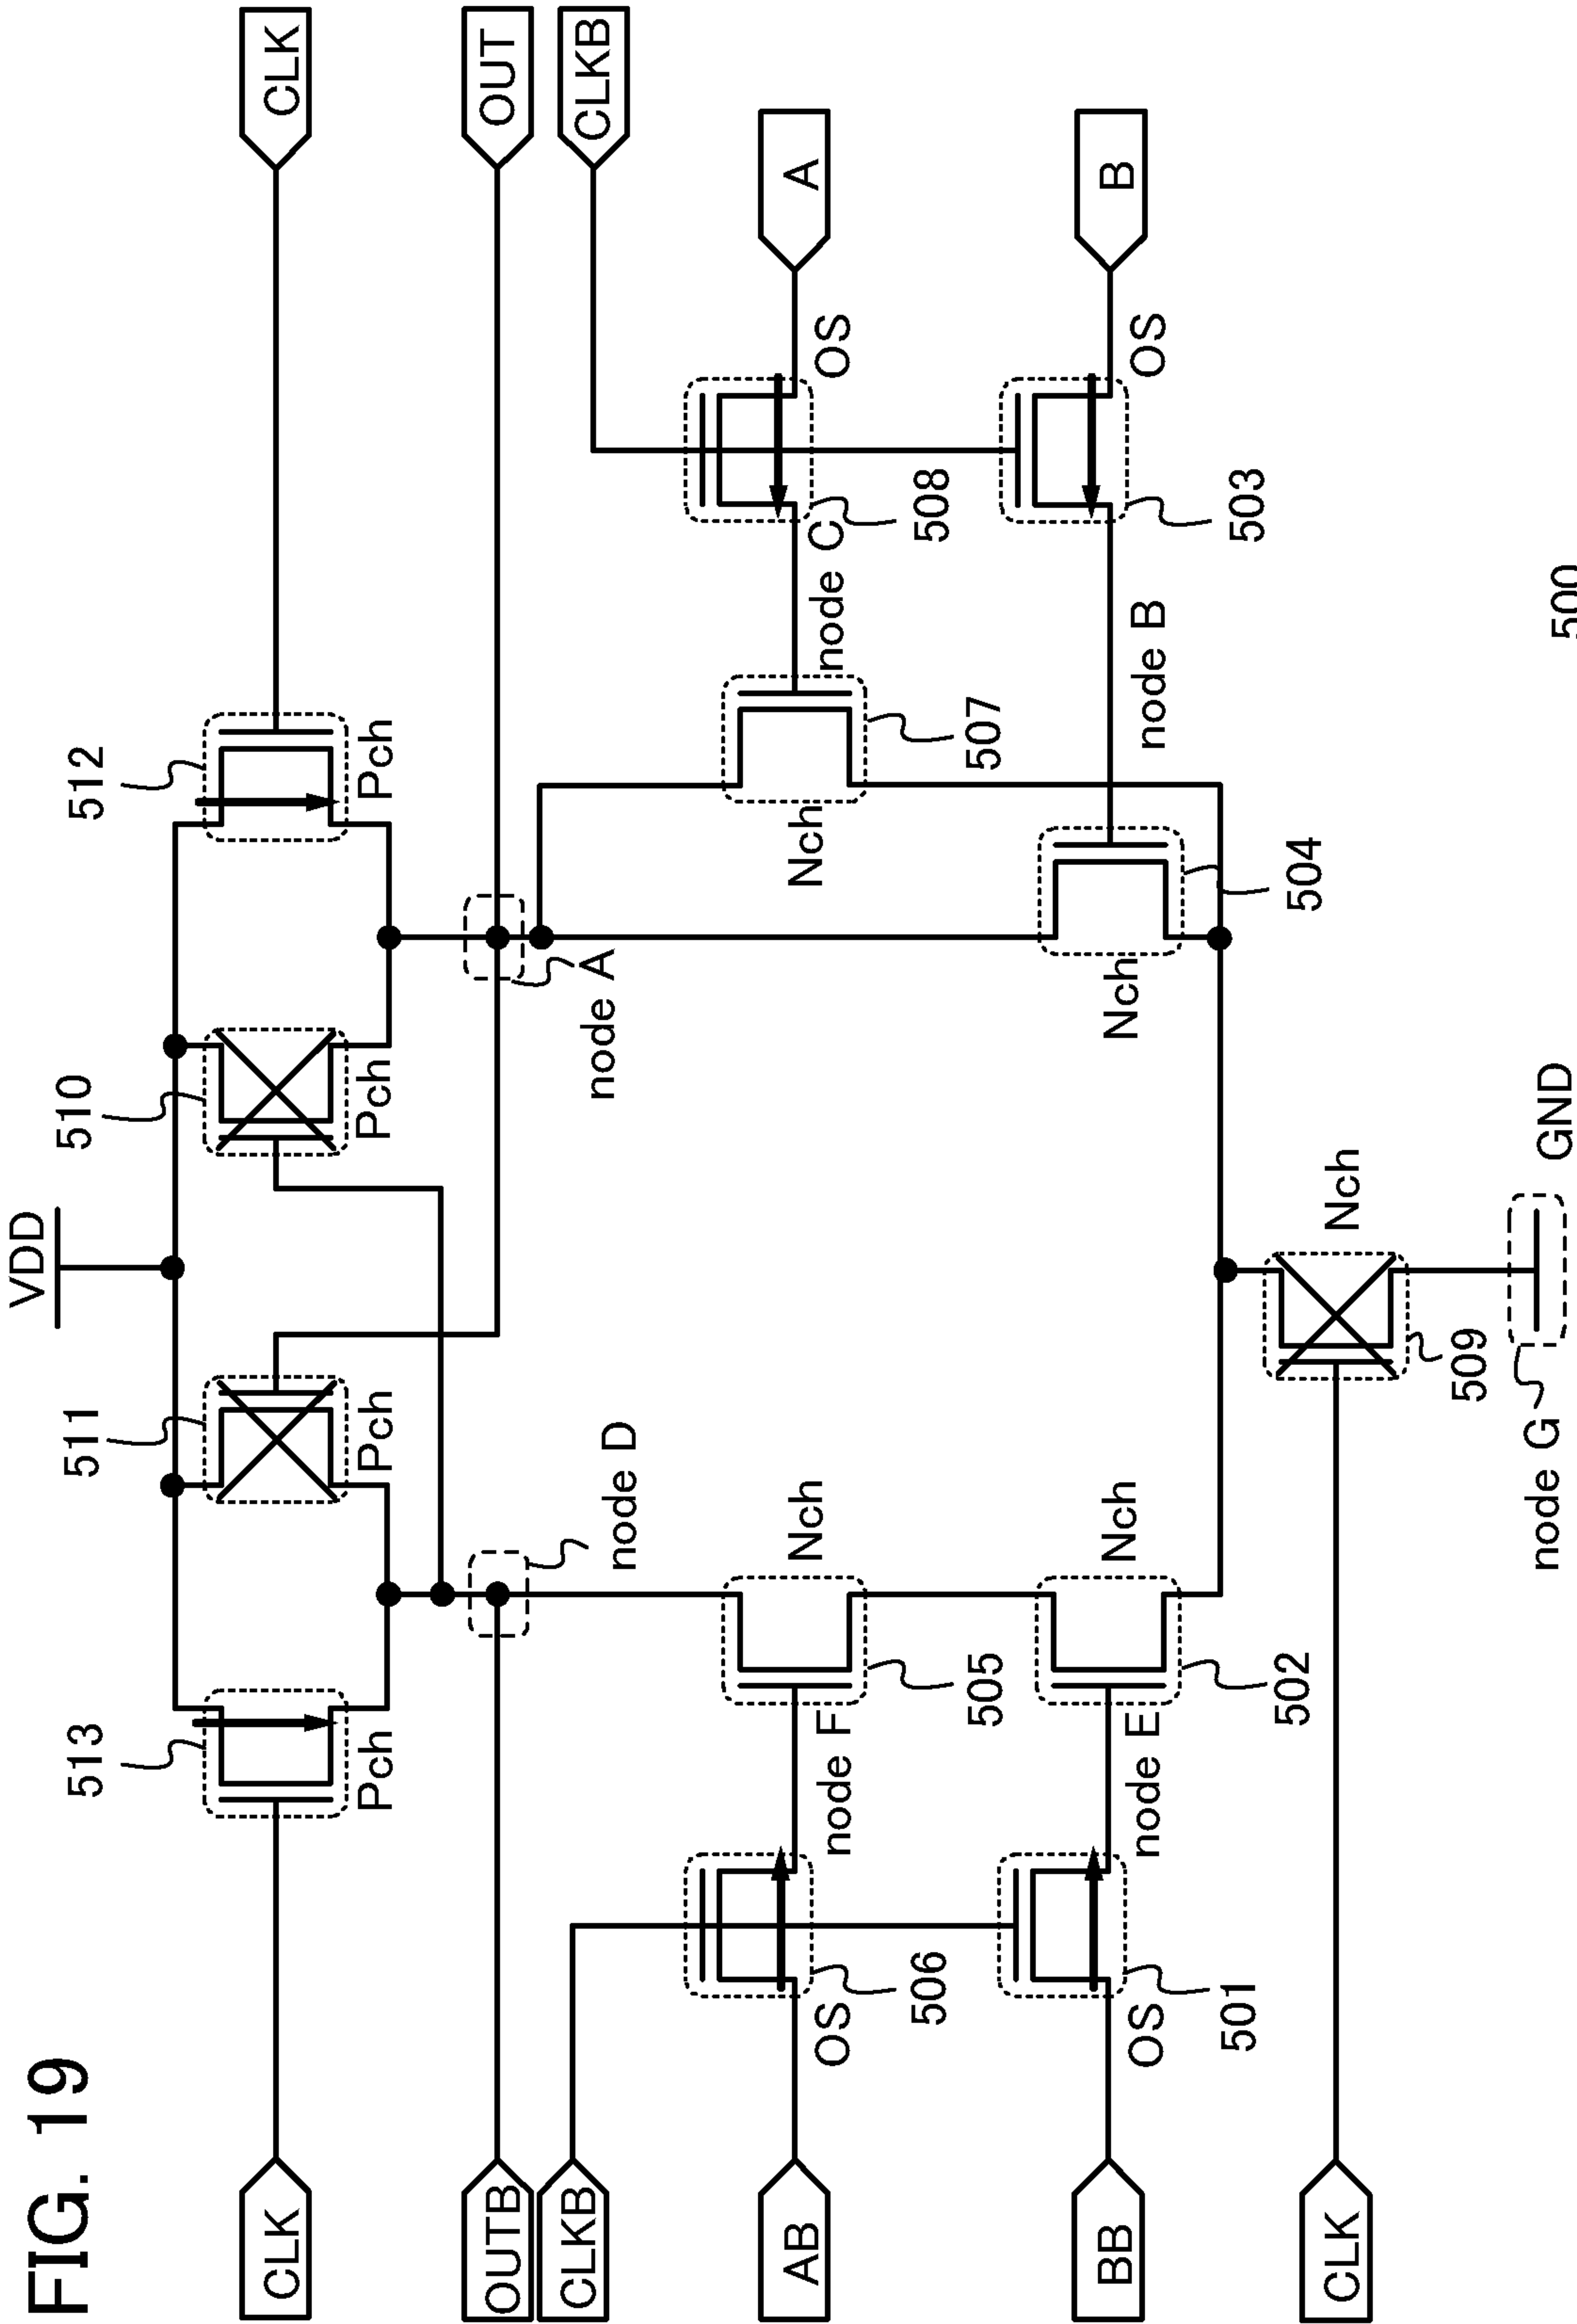 FIG. 19
VDD
513
511
510
512
CLK
Pch
Pch
Pch
Pch
CLK
OUTB
node D
node A
OUT
CLKB
CLKB
AB
OS
506
node F
505
Nch
Nch
507
node C
508
OS
A
BB
OS
501
node E
502
Nch
Nch
504
node B
503
OS
B
CLK
509
Nch
node G
GND
500